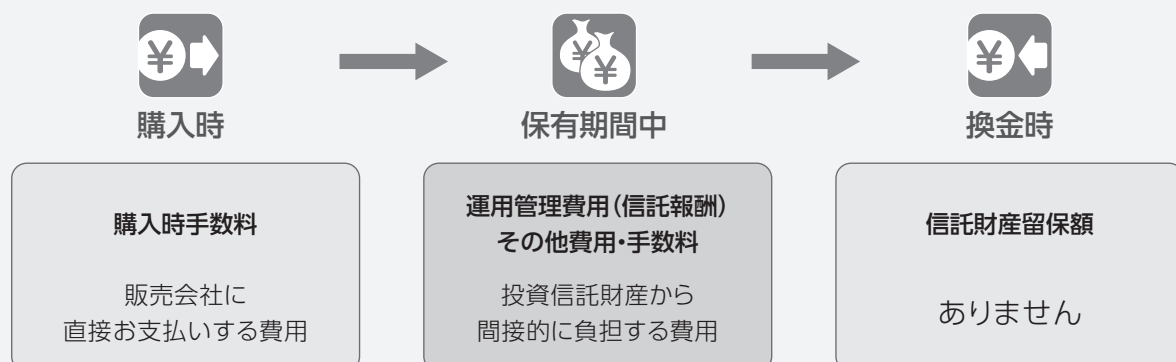 購入時
保有期間中
換金時
購入時手数料
販売会社に
直接お支払いする費用
運用管理費用(信託報酬)
その他費用・手数料
投資信託財産から
間接的に負担する費用
信託財産留保額
ありません